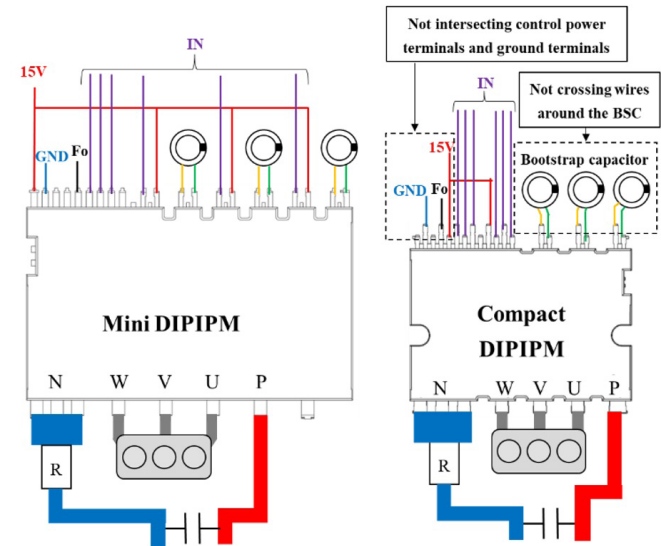 IN
15V
GND
Fo
Mini DIPIPM
N
W
V
U
P
R
Not intersecting control power
terminals and ground terminals
Not crossing wires
around the BSC
IN
15V
GND
Fo
Bootstrap capacitor
Compact
DIPIPM
N
W
V
U
P
R